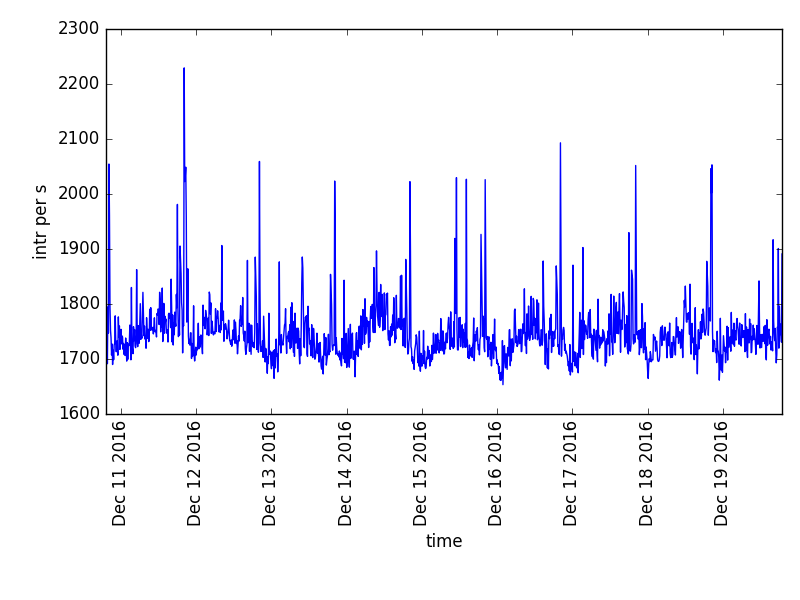 2300
2200
2100
2000
1900
1800
1700
1600
intr per s
Dec 11 2016
Dec 12 2016
Dec 13 2016
Dec 14 2016
Dec 15 2016
Dec 16 2016
Dec 17 2016
Dec 18 2016
Dec 19 2016
time